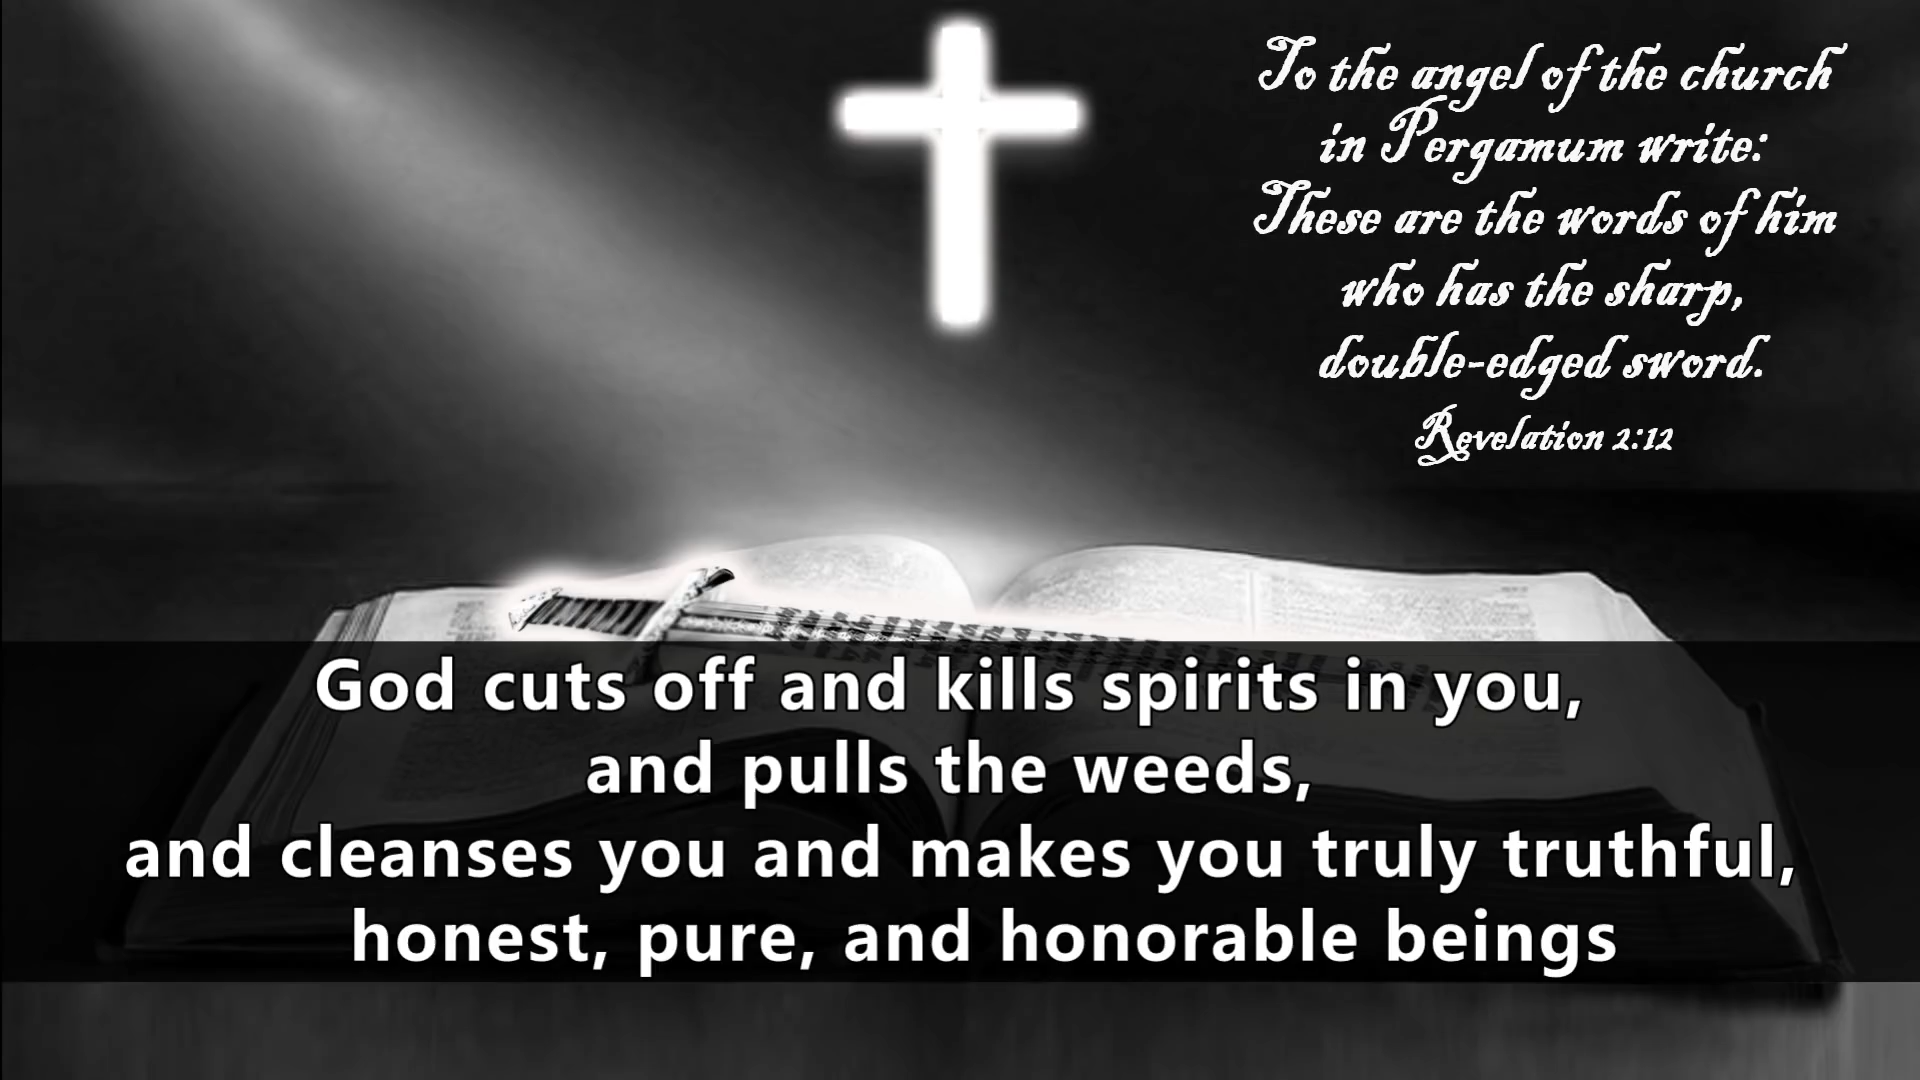 To the angel of the church
in Pergamum write:
These are the words of him
who has the sharp,
double-edged sword.
Revelation 2:12
God cuts off and kills spirits in you,
and pulls the weeds,
and cleanses you and makes you truly truthful,
honest, pure, and honorable beings